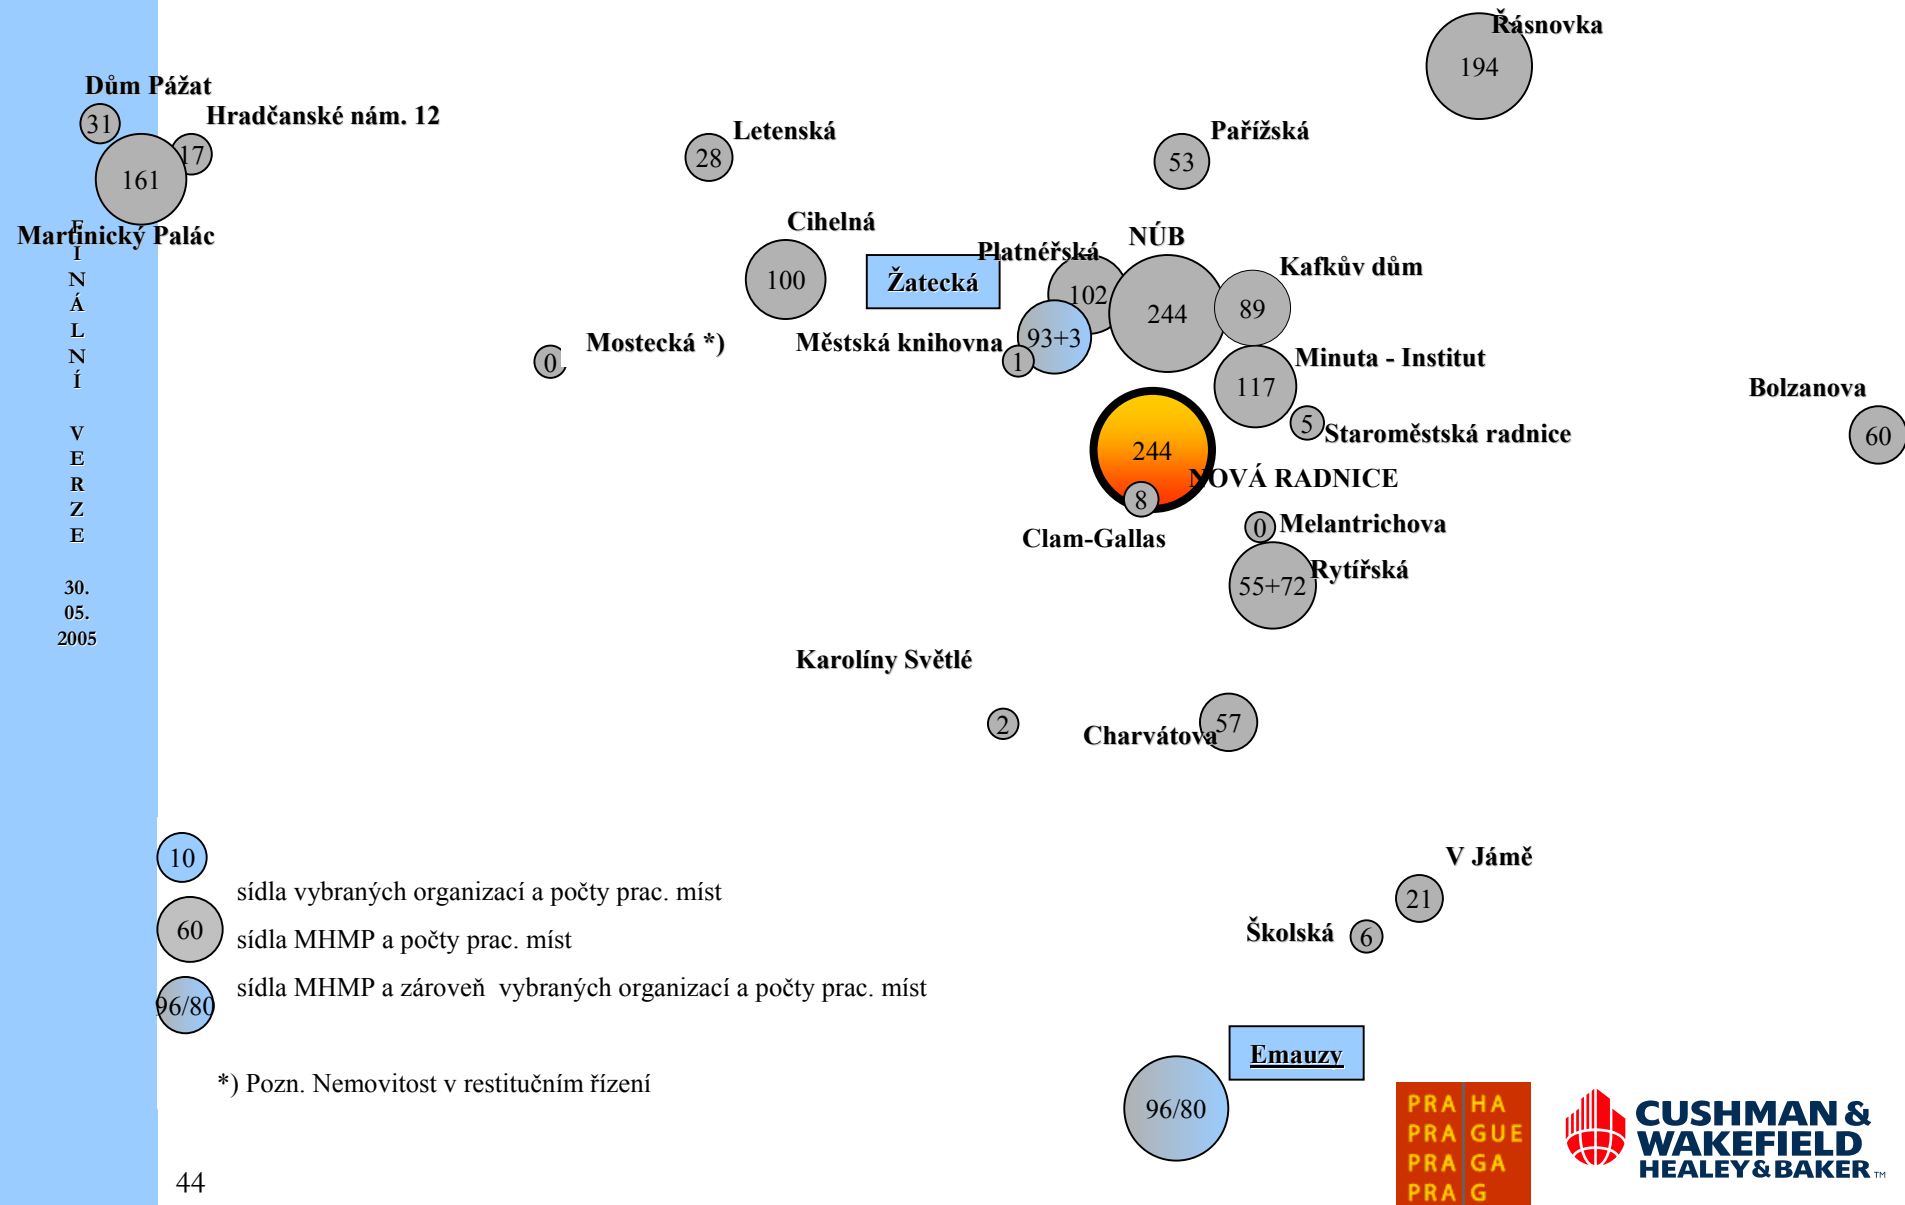 Řásnovka
194
Dům Pážat
31
Hradčanské nám. 12
17
161
Martinický Palác
Letenská
28
Pařížská
53
Cihelná
100
Žatecká
Platnéřská
102
NÚB
244
Kafkův dům
89
93+3
Městská knihovna
1
Mostecká *)
0
Minuta - Institut
117
5
Staroměstská radnice
Bolzanova
60
244
NOVÁ RADNICE
8
Clam-Gallas
0
Melantrichova
Rytířská
55+72
Karolíny Světlé
2
Charvátova
57
V Jámě
21
Školská
6
FINÁLNÍ
VERZE
30.
05.
2005
10
sídla vybraných organizací a počty prac. míst
60
sídla MHMP a počty prac. míst
96/80
sídla MHMP a zároveň vybraných organizací a počty prac. míst
*) Pozn. Nemovitost v restitučním řízení
Emauzy
96/80
44
PRA HA
PRA GUE
PRA GA
PRA G
CUSHMAN &
WAKEFIELD
HEALEY & BAKER™